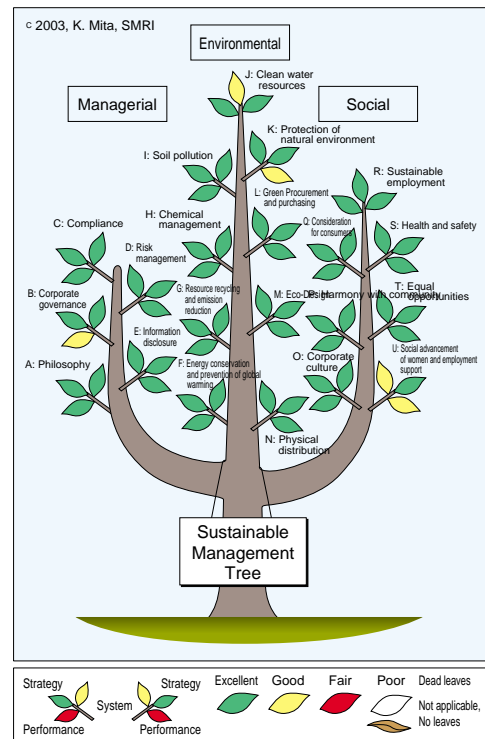 c 2003, K. Mita, SMRI
Environmental
Managerial
Social
J: Clean water
resources
K: Protection of
natural environment
I: Soil pollution
R: Sustainable
employment
L: Green Procurement
and purchasing
H: Chemical
management
Q: Consideration
for consumers
S: Health and safety
C: Compliance
D: Risk
management
G: Resource recycling
and emission
reduction
M: Eco-Design
P: Harmony with community
T: Equal
opportunities
B: Corporate
governance
E: Information
disclosure
U: Social advancement
of women and employment
support
A: Philosophy
F: Energy conservation
and prevention of global
warming
O: Corporate
culture
N: Physical
distribution
Sustainable
Management
Tree
Strategy
Strategy
System
Performance
Performance
Excellent
Good
Fair
Poor
Dead leaves
Not applicable,
No leaves